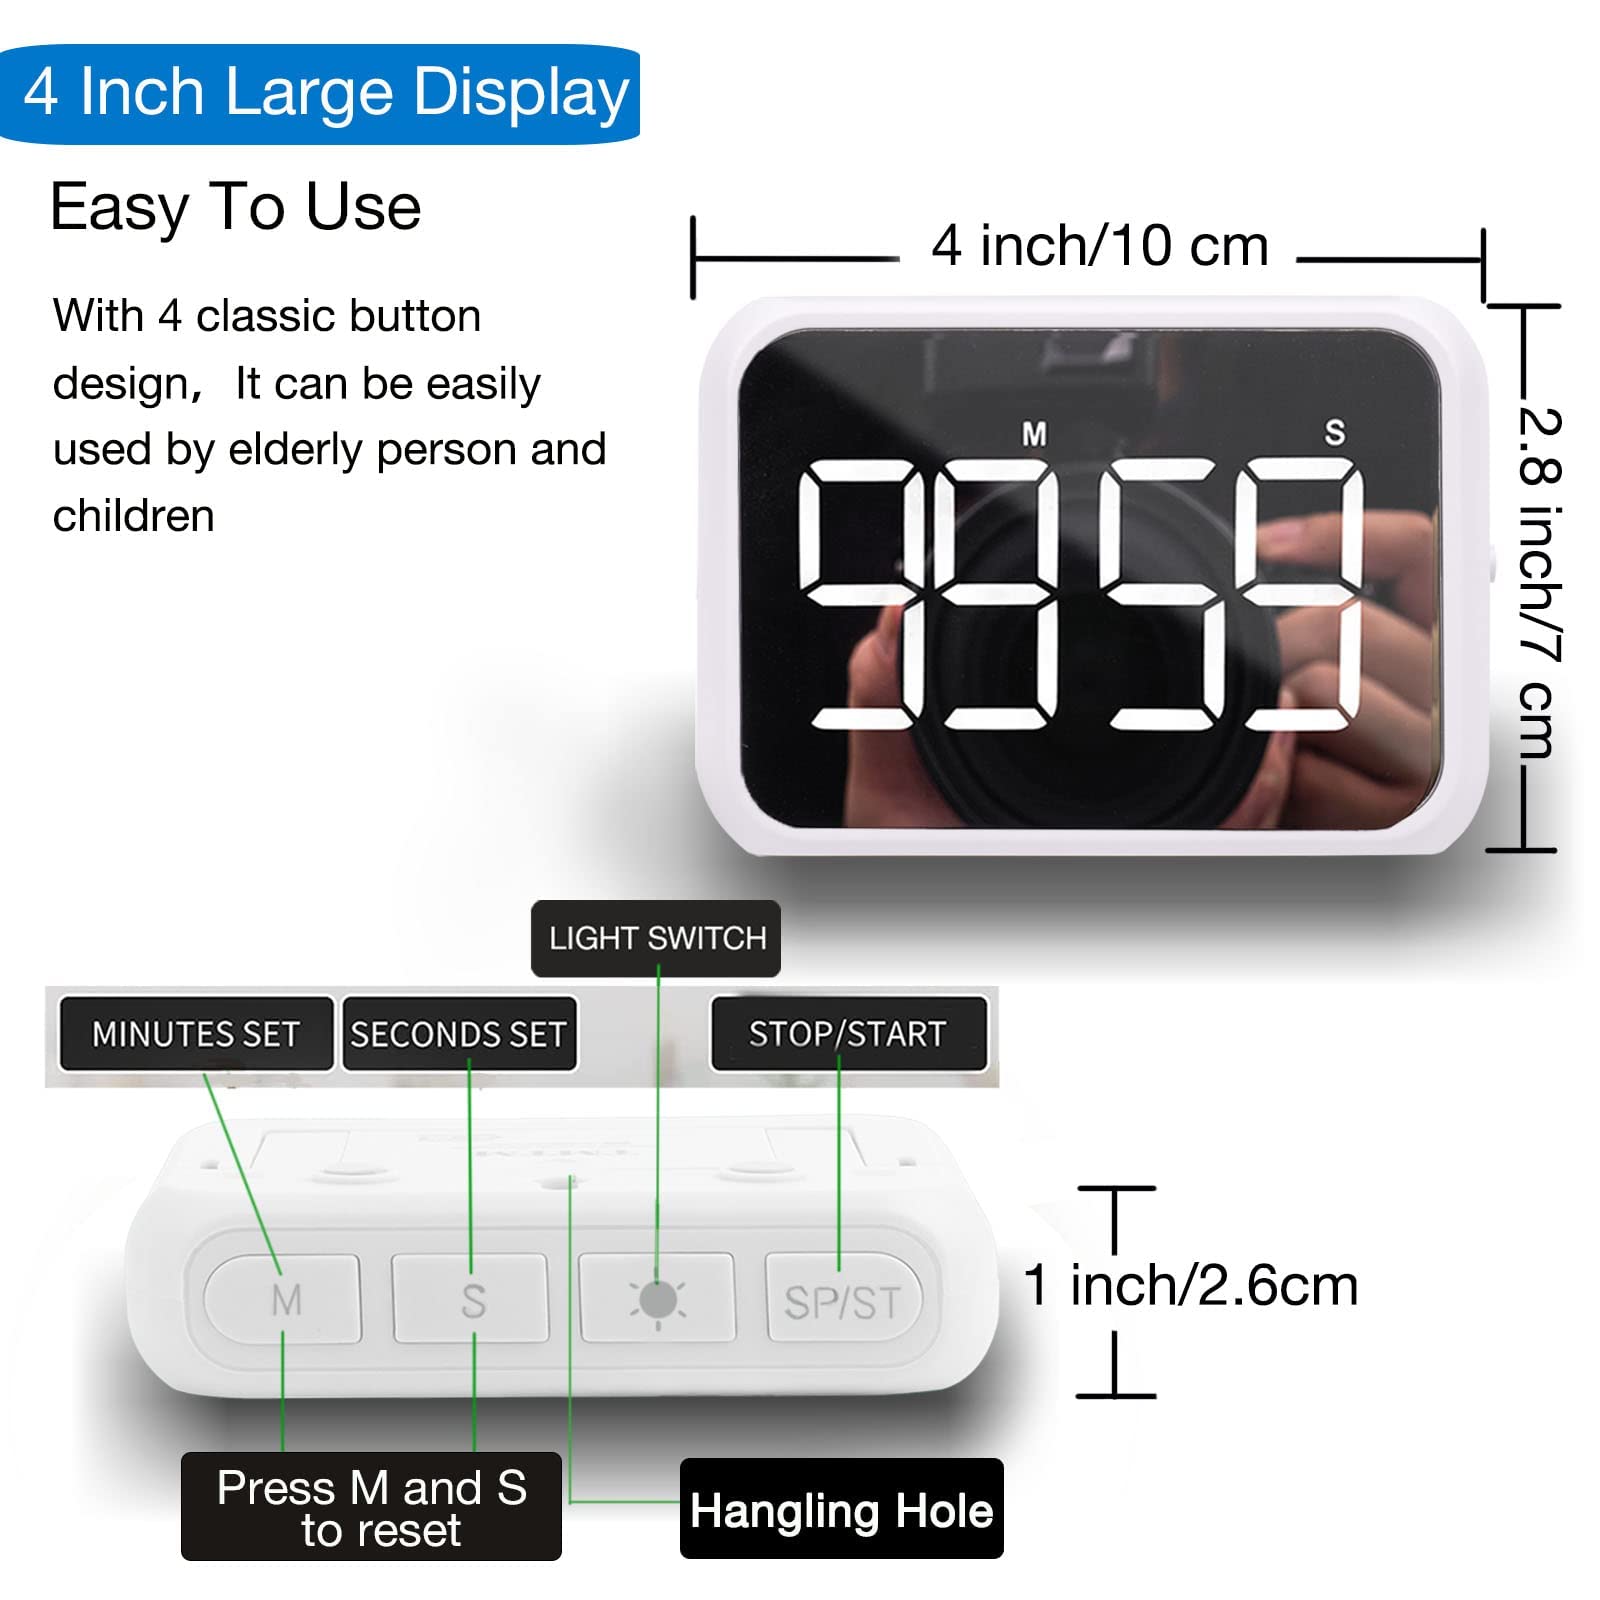 4 Inch Large Display
Easy To Use
With 4 classic button
design, It can be easily
used by elderly person and
children
4 inch/10 cm
2.8 inch/7 cm
M S
99 59
LIGHT SWITCH
MINUTES SET SECONDS SET STOP/START
M S SP/ST
1 inch/2.6cm
Press M and S
to reset
Hangling Hole